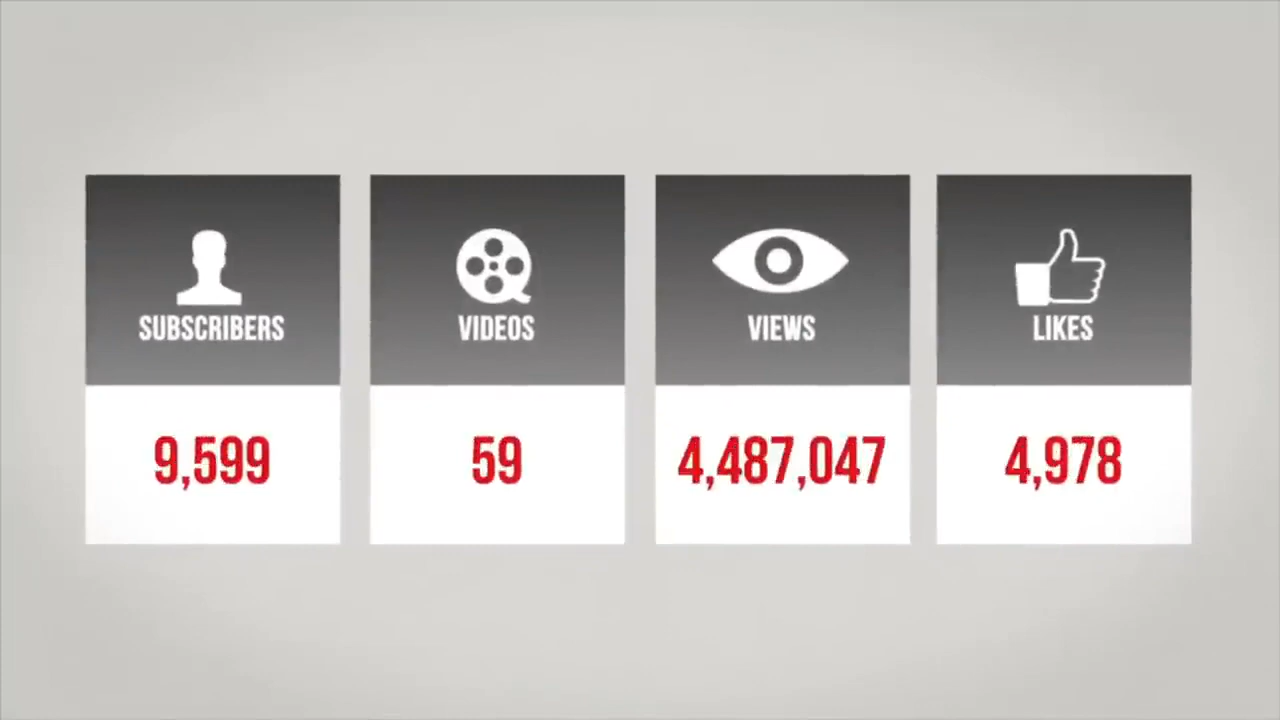 SUBSCRIBERS
VIDEOS
VIEWS
LIKES
9,599
59
4,487,047
4,978